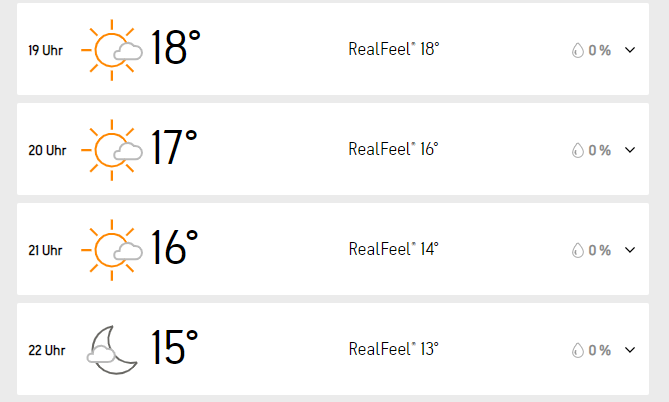 19 Uhr 18° RealFeel® 18° 0 %
20 Uhr 17° RealFeel® 16° 0 %
21 Uhr 16° RealFeel® 14° 0 %
22 Uhr 15° RealFeel® 13° 0 %